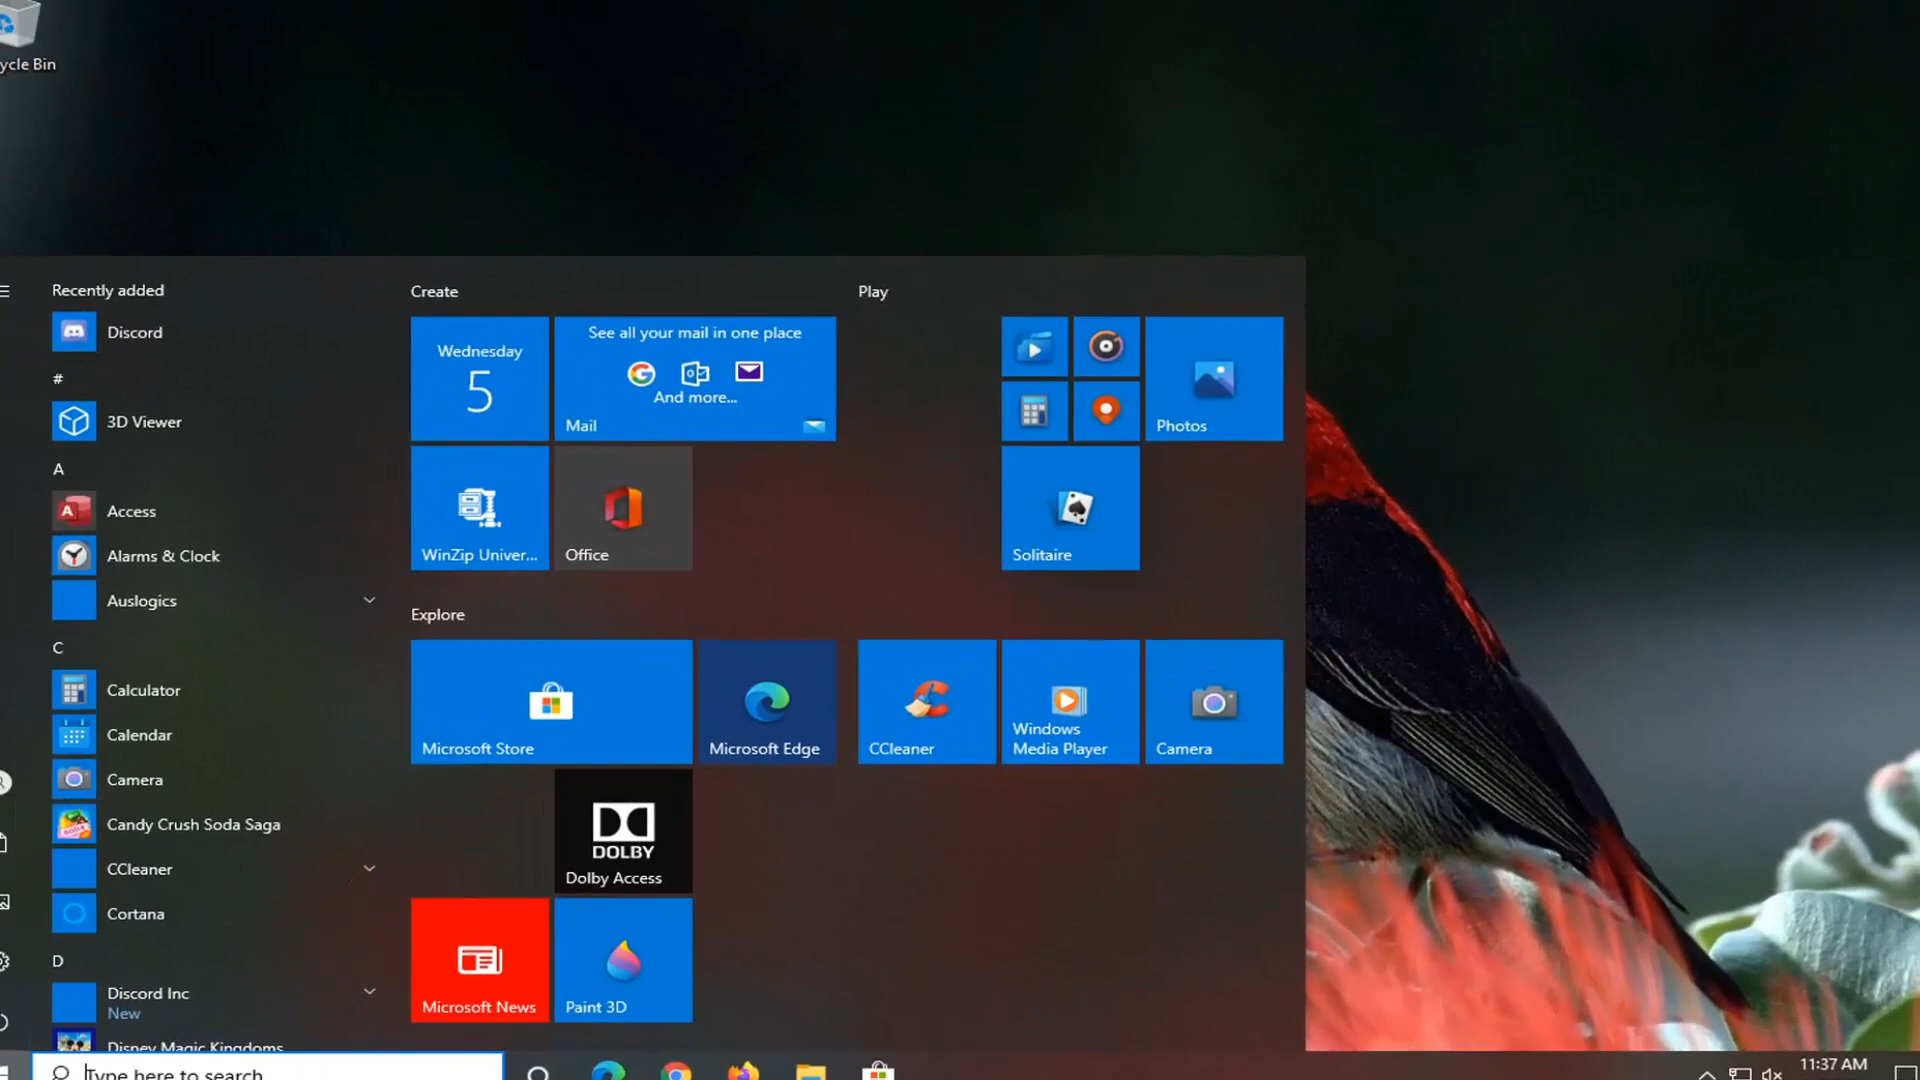 ycle Bin
Recently added
Discord
#
3D Viewer
A
Access
Alarms & Clock
Auslogics
C
Calculator
Calendar
Camera
Candy Crush Soda Saga
CCleaner
Cortana
D
Discord Inc
New
Disney Magic Kingdoms
Create
Wednesday
5
See all your mail in one place
And more...
Mail
WinZip Univer...
Office
Explore
Microsoft Store
Microsoft Edge
DOLBY
Dolby Access
Microsoft News
Paint 3D
Play
Photos
Solitaire
CCleaner
Windows
Media Player
Camera
Type here to search
11:37 AM